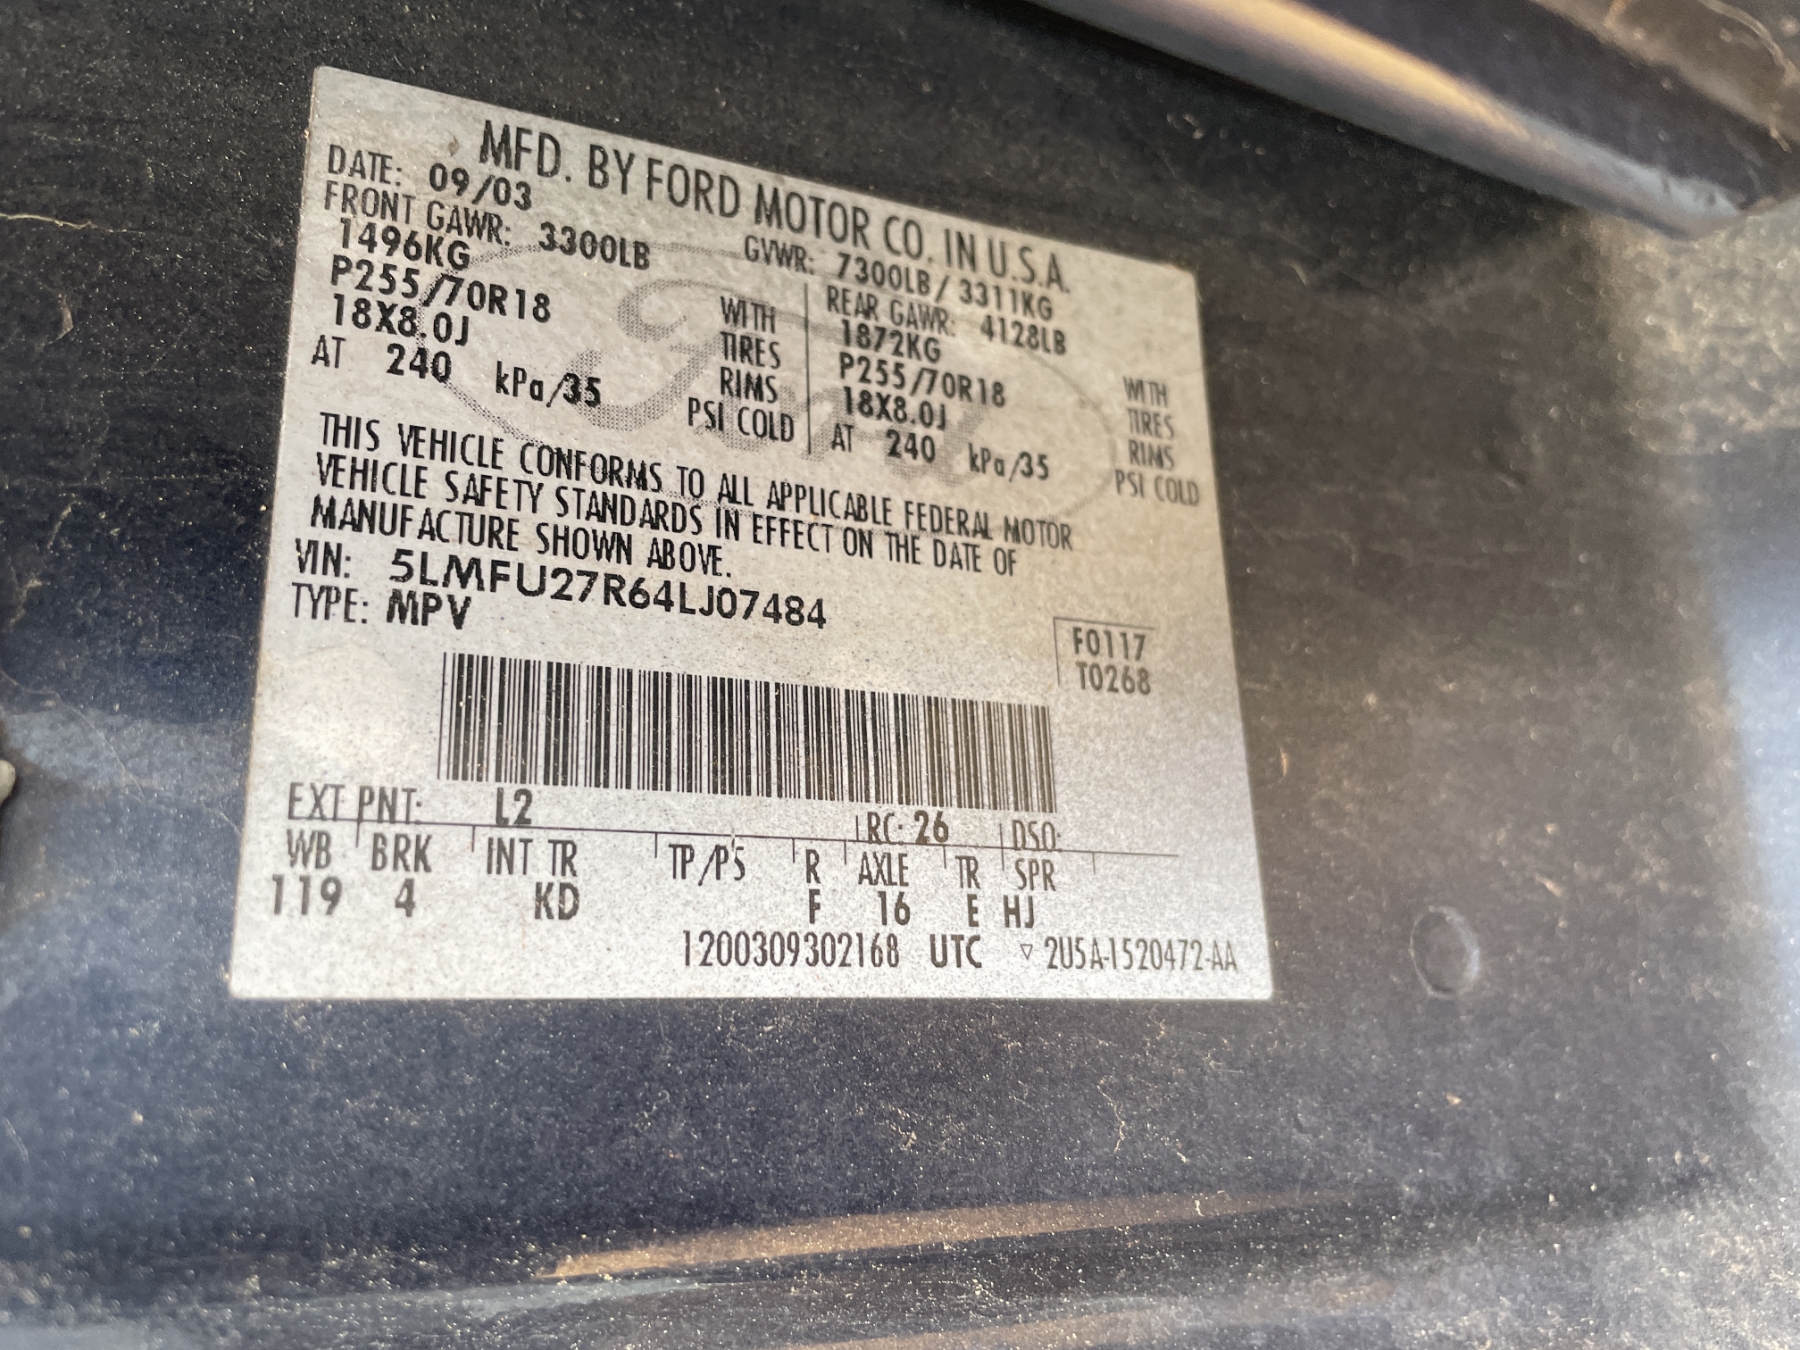 MFD. BY FORD MOTOR CO. IN U.S.A.
DATE: 09/03 GVWR: 7300LB / 3311KG
FRONT GAWR: 3300LB REAR GAWR: 4128LB
1496KG WITH 1872KG WITH
P255/70R18 TIRES P255/70R18 TIRES
18X8.0J RIMS 18X8.0J RIMS
AT 240 kPa/35 PSI COLD AT 240 kPa/35 PSI COLD
THIS VEHICLE CONFORMS TO ALL APPLICABLE FEDERAL MOTOR
VEHICLE SAFETY STANDARDS IN EFFECT ON THE DATE OF
MANUFACTURE SHOWN ABOVE.
VIN: 5LMFU27R64LJ07484
TYPE: MPV
F0117
T0268
EXT PNT: L2 RC: 26 DSO:
WB BRK INT TR TP/PS R AXLE TR SPR
119 4 KD F 16 E HJ
1200309302168 UTC ▽ 2U5A-1520472-AA
Ford